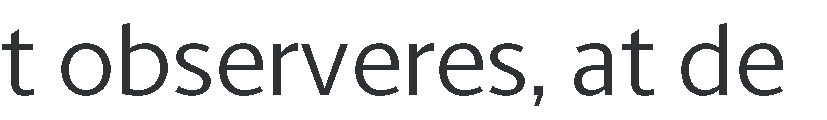 t observeres, at de